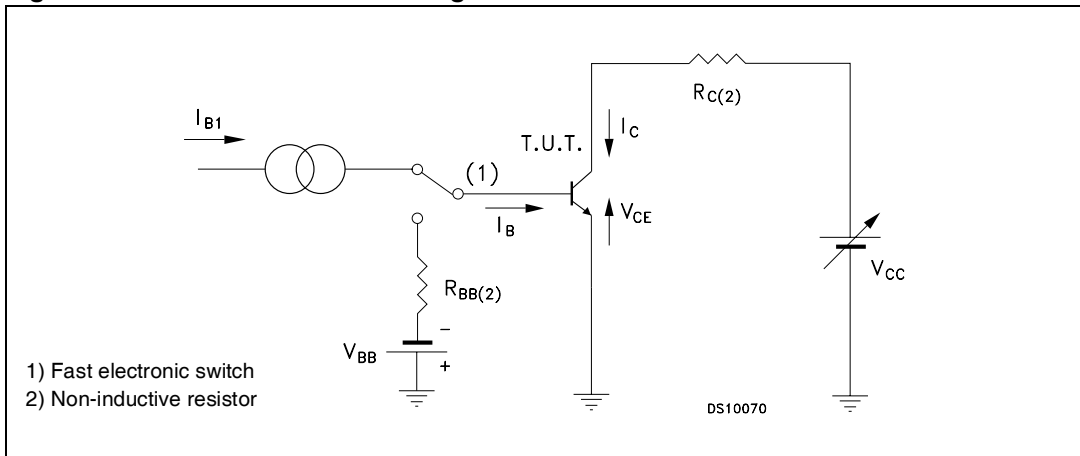 I_B1
R_C(2)
I_C
T.U.T.
(1)
I_B
V_CE
R_BB(2)
V_CC
V_BB
−
+
1) Fast electronic switch
2) Non-inductive resistor
DS10070